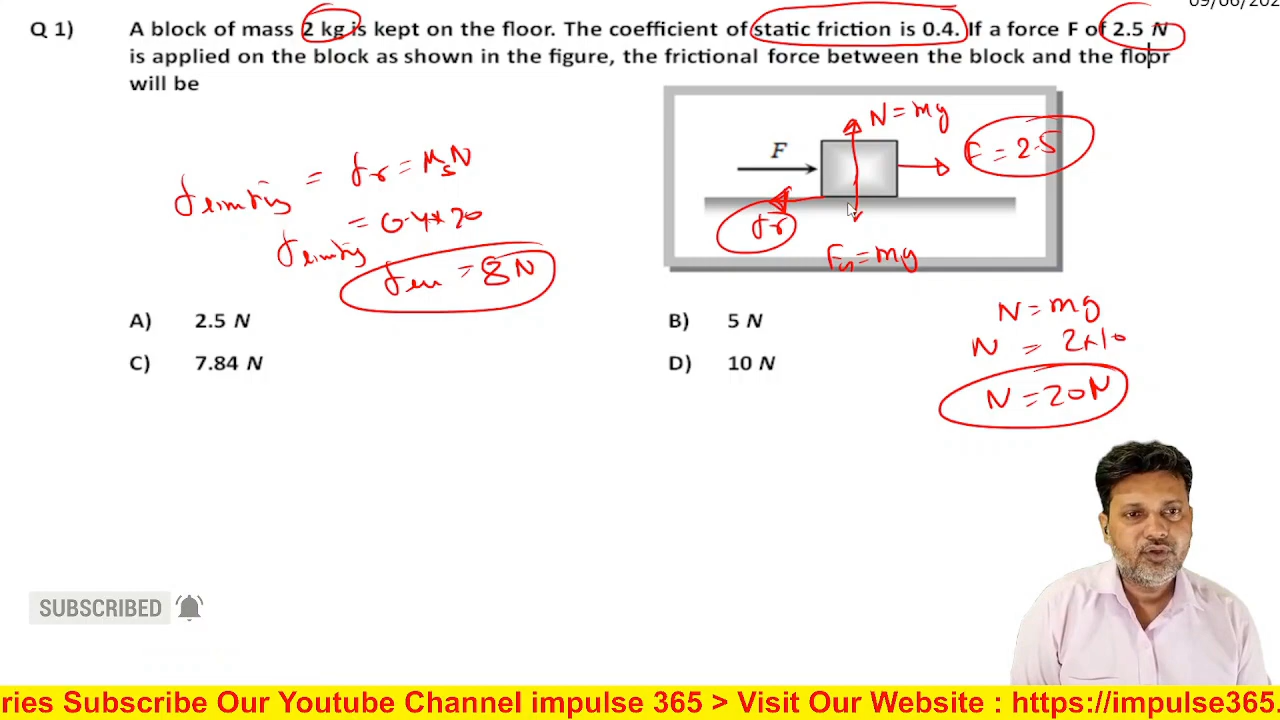 09/06/202
Q 1) A block of mass 2 kg is kept on the floor. The coefficient of static friction is 0.4. If a force F of 2.5 N
is applied on the block as shown in the figure, the frictional force between the block and the floor
will be
N = mg
F
F = 2.5
fr
Fg = mg
flimiting = fr = μsN
= 0.4×20
flimiting
= 8 N
A) 2.5 N
B) 5 N
C) 7.84 N
D) 10 N
N = mg
N = 2×10
N = 20N
SUBSCRIBED
ries Subscribe Our Youtube Channel impulse 365 > Visit Our Website : https://impulse365.